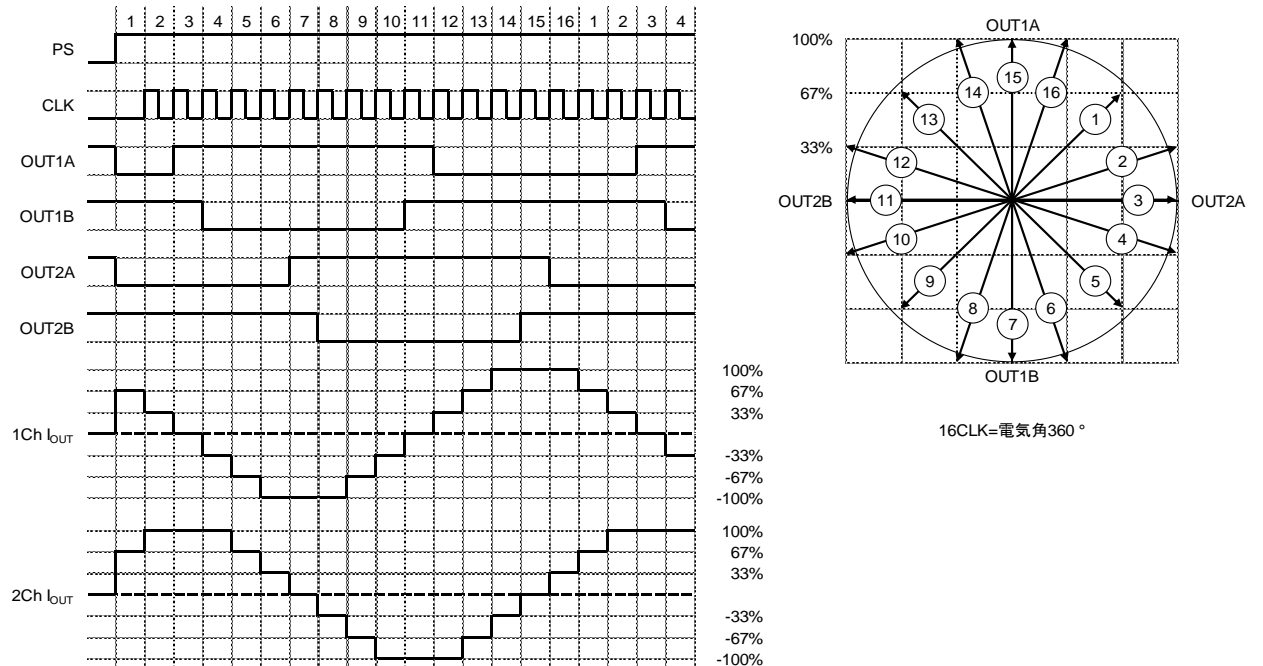 1 2 3 4 5 6 7 8 9 10 11 12 13 14 15 16 1 2 3 4
PS
CLK
OUT1A
OUT1B
OUT2A
OUT2B
100%
67%
33%
1Ch IOUT
-33%
-67%
-100%
100%
67%
33%
2Ch IOUT
-33%
-67%
-100%
OUT1A
100%
67%
33%
OUT2B
OUT2A
OUT1B
15
14
16
13
1
12
2
11
3
10
4
9
5
8
6
7
16CLK=電気角360°